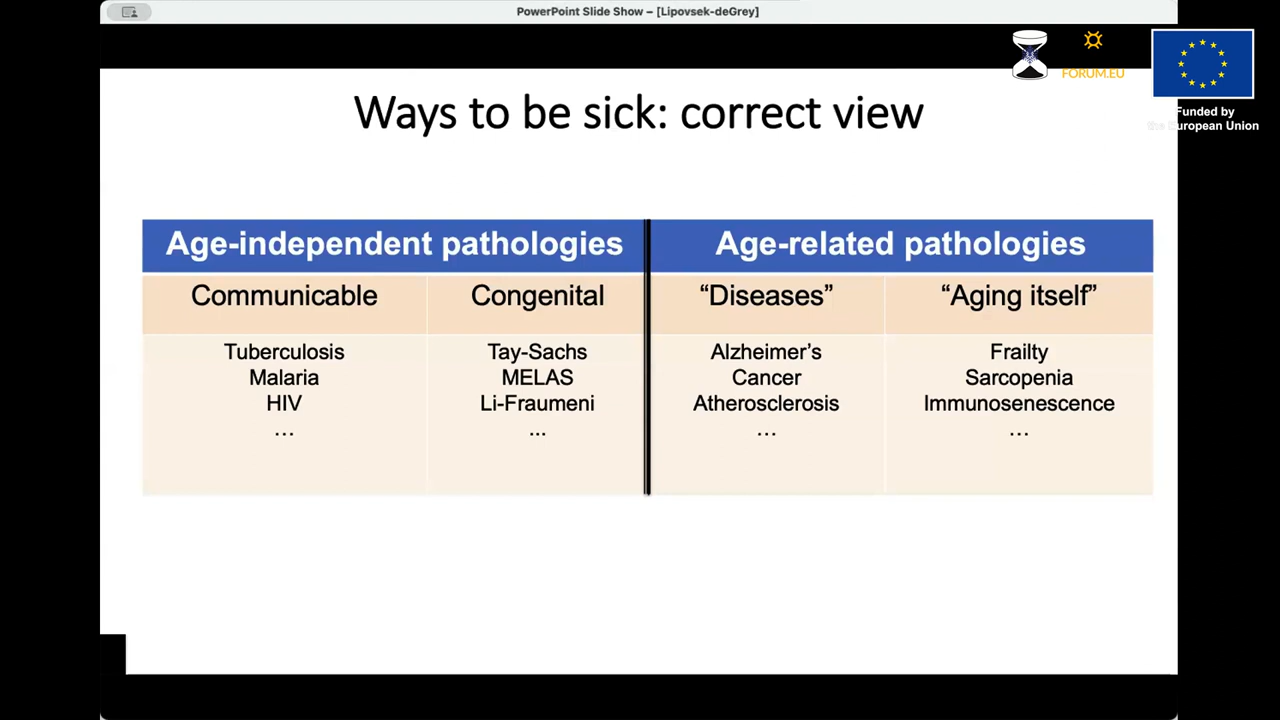 PowerPoint Slide Show – [Lipovsek-deGrey]
FORUM.EU
Funded by
the European Union
Ways to be sick: correct view
Age-independent pathologies
Age-related pathologies
Communicable
Congenital
“Diseases”
“Aging itself”
Tuberculosis
Malaria
HIV
…
Tay-Sachs
MELAS
Li-Fraumeni
...
Alzheimer’s
Cancer
Atherosclerosis
…
Frailty
Sarcopenia
Immunosenescence
…